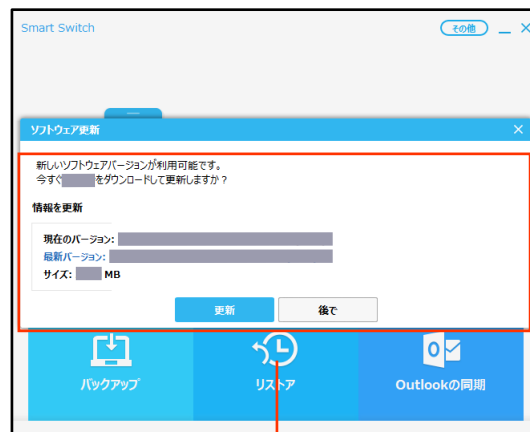 Smart Switch
その他
ソフトウェア更新
新しいソフトウェアバージョンが利用可能です。
今すぐ をダウンロードして更新しますか？
情報を更新
現在のバージョン:
最新バージョン:
サイズ: MB
更新
後で
バックアップ
リストア
Outlookの同期